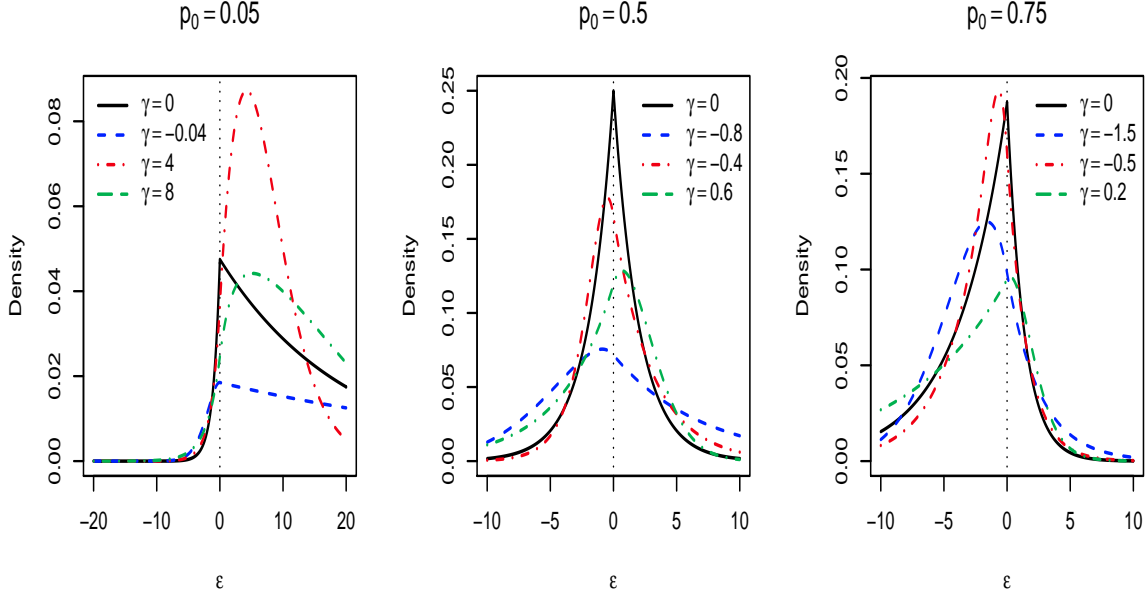 p₀ = 0.05
Density
0.00 0.02 0.04 0.06 0.08
γ = 0
γ = −0.04
γ = 4
γ = 8
−20 −10 0 10 20
ε
p₀ = 0.5
Density
0.00 0.05 0.10 0.15 0.20 0.25
γ = 0
γ = −0.8
γ = −0.4
γ = 0.6
−10 −5 0 5 10
ε
p₀ = 0.75
Density
0.00 0.05 0.10 0.15 0.20
γ = 0
γ = −1.5
γ = −0.5
γ = 0.2
−10 −5 0 5 10
ε